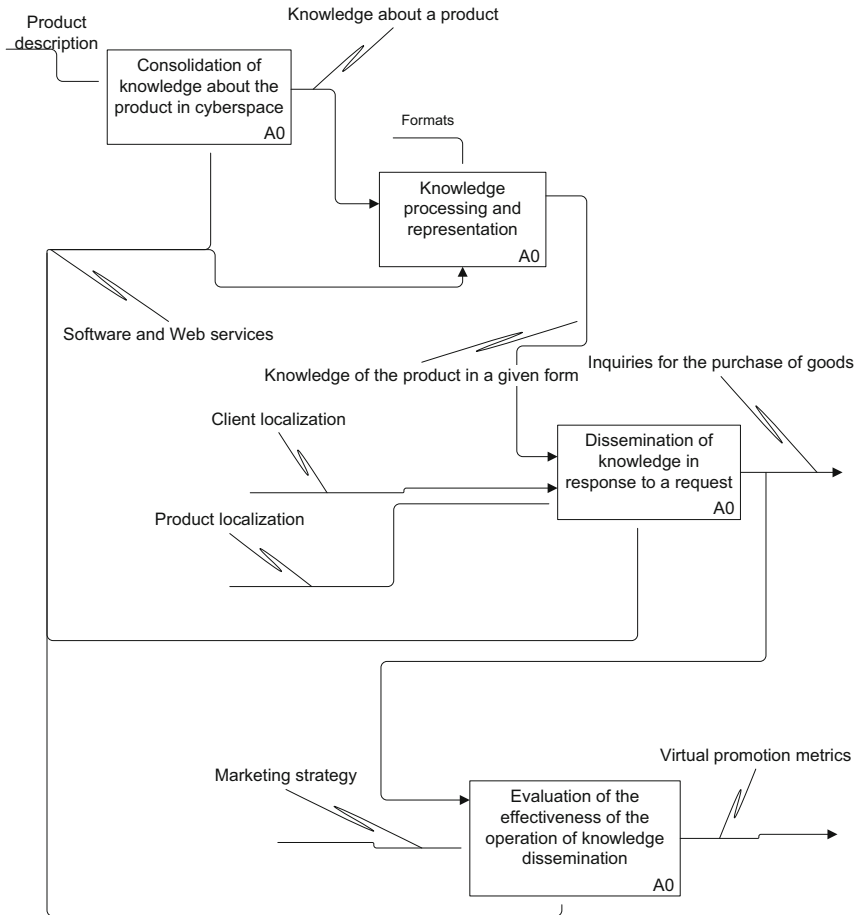 Product
description
Knowledge about a product
Consolidation of
knowledge about the
product in cyberspace
A0
Formats
Knowledge
processing and
representation
A0
Software and Web services
Knowledge of the product in a given form
Inquiries for the purchase of goods
Client localization
Dissemination of
knowledge in
response to a request
A0
Product localization
Marketing strategy
Virtual promotion metrics
Evaluation of the
effectiveness of the
operation of knowledge
dissemination
A0